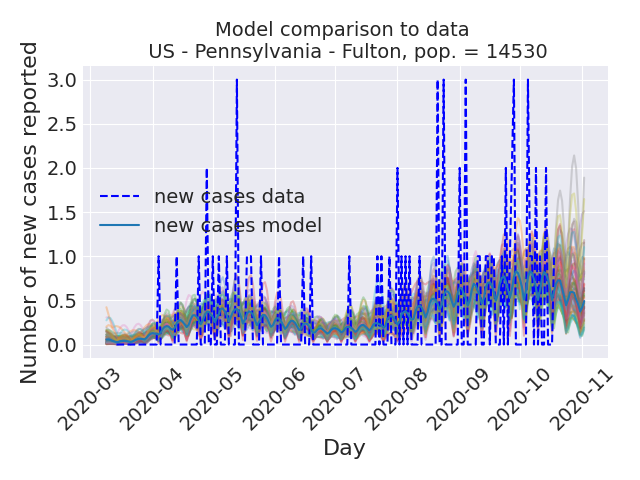 Model comparison to data
US - Pennsylvania - Fulton, pop. = 14530
Number of new cases reported
3.0
2.5
2.0
1.5
1.0
0.5
0.0
new cases data
new cases model
2020-03
2020-04
2020-05
2020-06
2020-07
2020-08
2020-09
2020-10
2020-11
Day